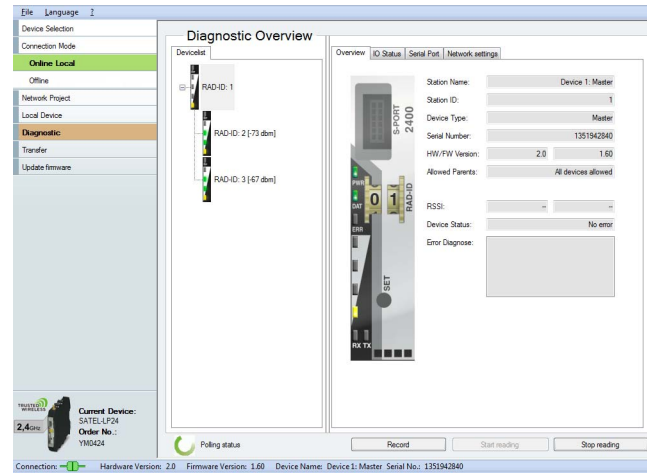 File Language ?
Device Selection
Connection Mode
Online Local
Offline
Network Project
Local Device
Diagnostic
Transfer
Update firmware
Diagnostic Overview
Devicelist
RAD-ID: 1
RAD-ID: 2 [-73 dbm]
RAD-ID: 3 [-67 dbm]
Overview IO Status Serial Port Network settings
S-PORT
2400
PWR
DAT
ERR
0 1
RAD-ID
SET
RX TX
Station Name: Device 1: Master
Station ID: 1
Device Type: Master
Serial Number: 1351942840
HW/FW Version: 2.0 1.60
Allowed Parents: All devices allowed
RSSI: -- --
Device Status: No error
Error Diagnose:
TRUSTED
WIRELESS
2,4GHz
Current Device:
SATEL-LP24
Order No.:
YM0424
Polling status
Record Start reading Stop reading
Connection: Hardware Version: 2.0 Firmware Version: 1.60 Device Name: Device 1: Master Serial No.: 1351942840